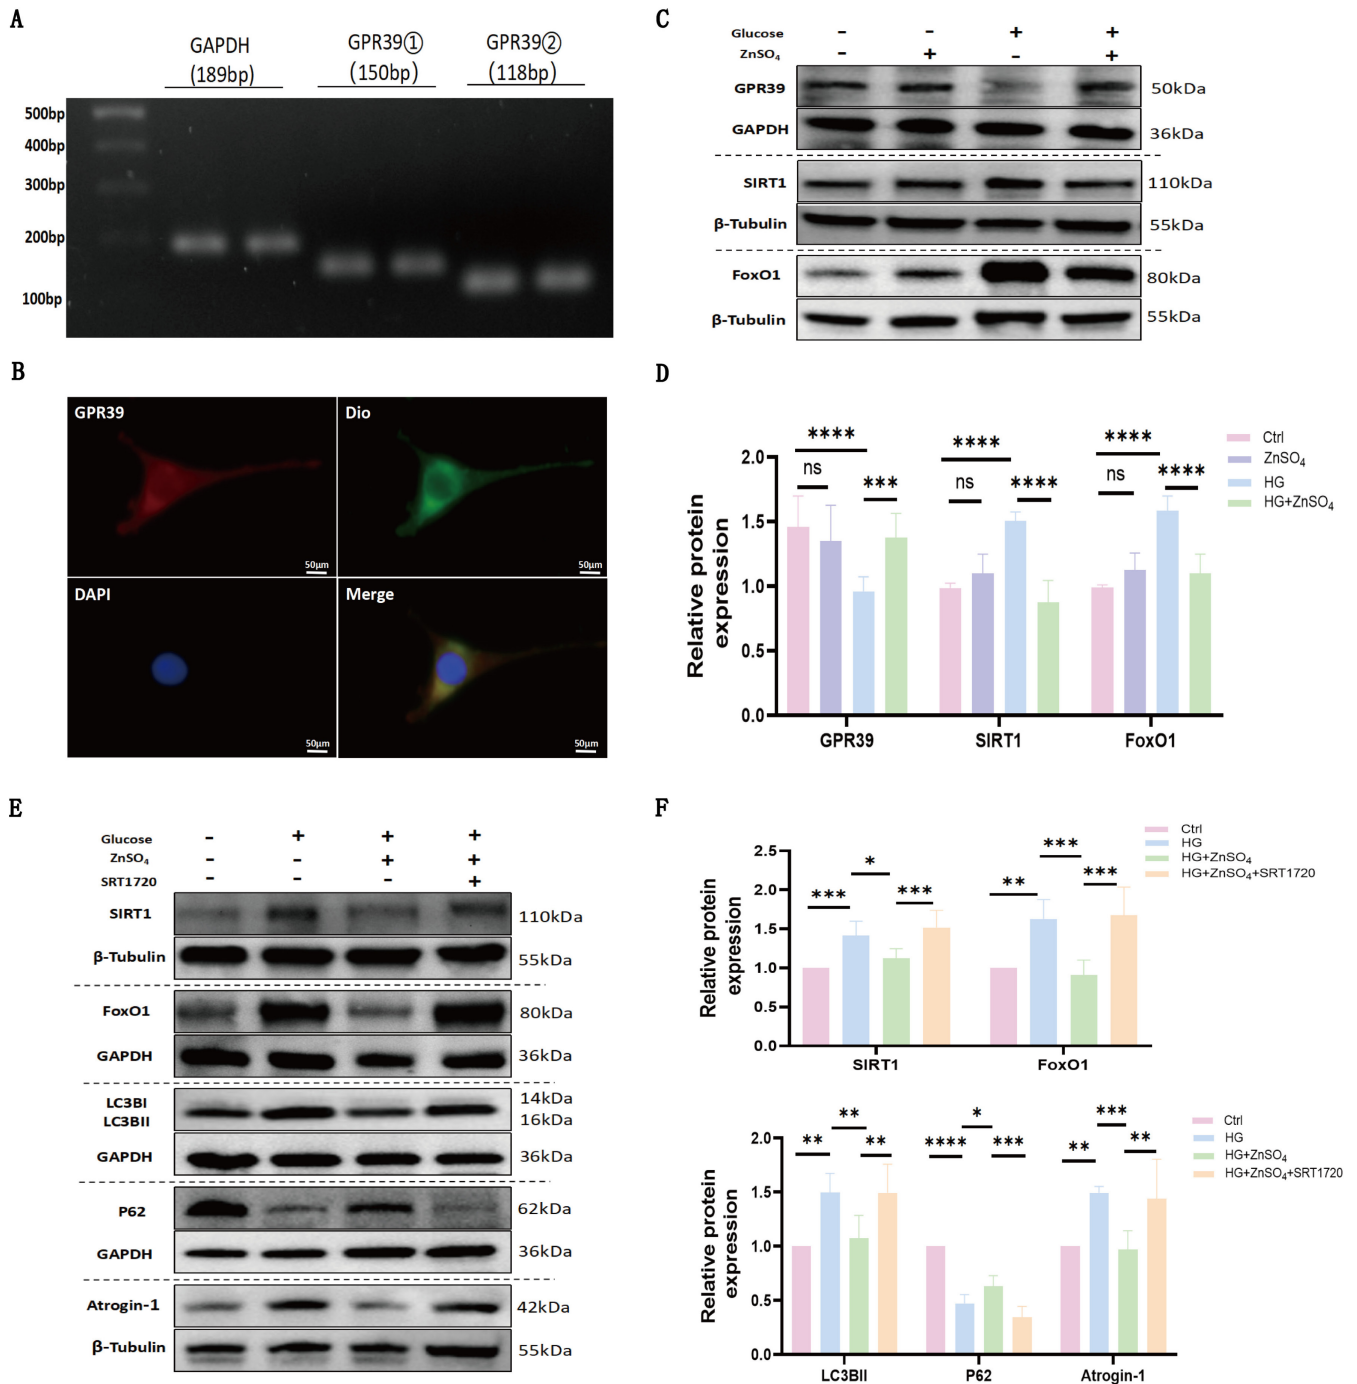 A
GAPDH
(189bp)
GPR39①
(150bp)
GPR39②
(118bp)
500bp
400bp
300bp
200bp
100bp
B
GPR39
50μm
Dio
50μm
DAPI
50μm
Merge
50μm
C
Glucose - - + +
ZnSO₄ - + - +
GPR39 50kDa
GAPDH 36kDa
SIRT1 110kDa
β-Tubulin 55kDa
FoxO1 80kDa
β-Tubulin 55kDa
D
Relative protein
expression
2.0
1.5
1.0
0.5
0.0
**** **** ****
ns *** ns **** ns ****
GPR39 SIRT1 FoxO1
Ctrl
ZnSO₄
HG
HG+ZnSO₄
E
Glucose - + + +
ZnSO₄ - - + +
SRT1720 - - - +
SIRT1 110kDa
β-Tubulin 55kDa
FoxO1 80kDa
GAPDH 36kDa
LC3BI 14kDa
LC3BII 16kDa
GAPDH 36kDa
P62 62kDa
GAPDH 36kDa
Atrogin-1 42kDa
β-Tubulin 55kDa
F
Relative protein
expression
2.5
2.0
1.5
1.0
0.5
0.0
*** * *** ** *** ***
SIRT1 FoxO1
Ctrl
HG
HG+ZnSO₄
HG+ZnSO₄+SRT1720
Relative protein
expression
2.0
1.5
1.0
0.5
0.0
** ** ** **** * *** ** *** **
LC3BII P62 Atrogin-1
Ctrl
HG
HG+ZnSO₄
HG+ZnSO₄+SRT1720